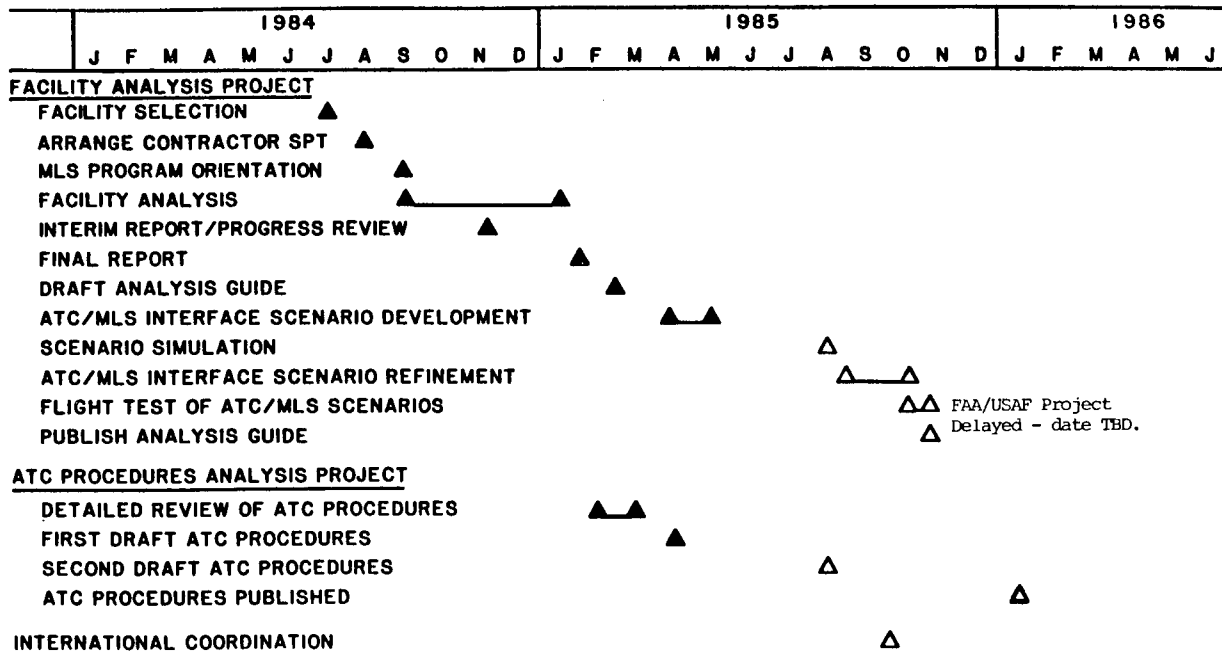 1984 1985 1986
J F M A M J J A S O N D J F M A M J J A S O N D J F M A M J
FACILITY ANALYSIS PROJECT
FACILITY SELECTION
ARRANGE CONTRACTOR SPT
MLS PROGRAM ORIENTATION
FACILITY ANALYSIS
INTERIM REPORT/PROGRESS REVIEW
FINAL REPORT
DRAFT ANALYSIS GUIDE
ATC/MLS INTERFACE SCENARIO DEVELOPMENT
SCENARIO SIMULATION
ATC/MLS INTERFACE SCENARIO REFINEMENT
FLIGHT TEST OF ATC/MLS SCENARIOS FAA/USAF Project
Delayed - date TBD.
PUBLISH ANALYSIS GUIDE
ATC PROCEDURES ANALYSIS PROJECT
DETAILED REVIEW OF ATC PROCEDURES
FIRST DRAFT ATC PROCEDURES
SECOND DRAFT ATC PROCEDURES
ATC PROCEDURES PUBLISHED
INTERNATIONAL COORDINATION